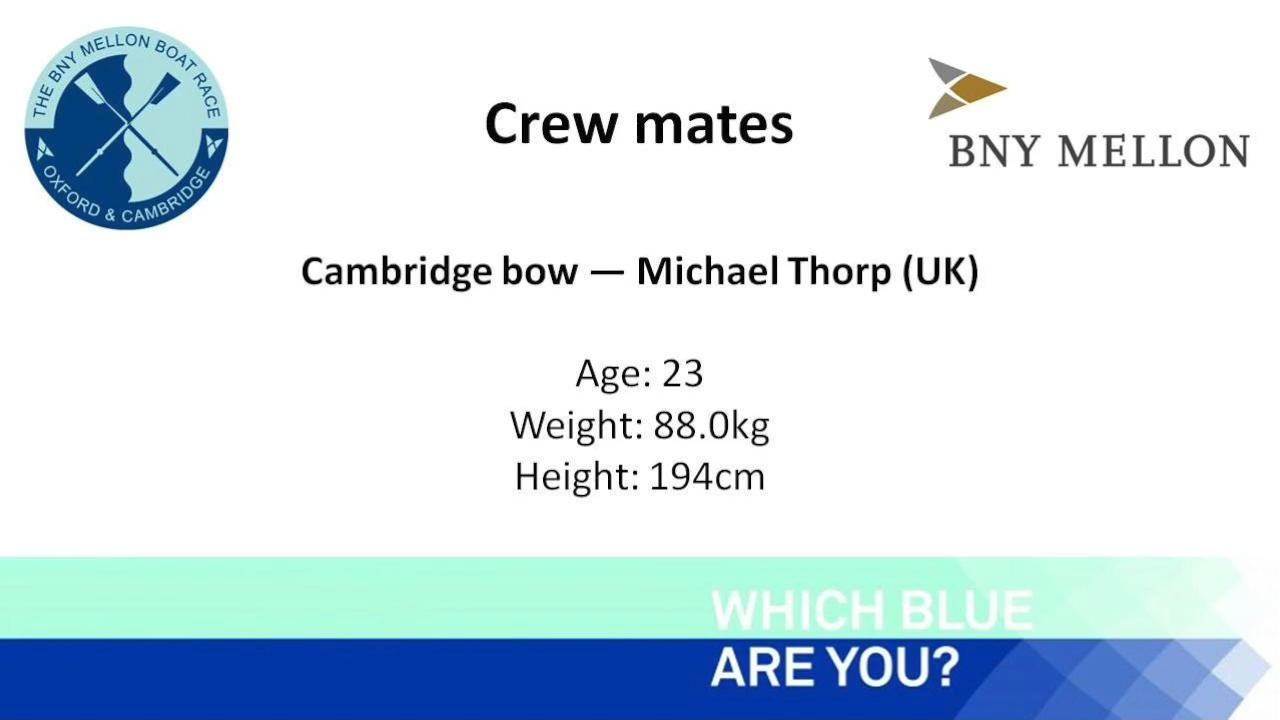 THE BNY MELLON BOAT RACE
OXFORD & CAMBRIDGE
Crew mates
BNY MELLON
Cambridge bow — Michael Thorp (UK)
Age: 23
Weight: 88.0kg
Height: 194cm
WHICH BLUE
ARE YOU?